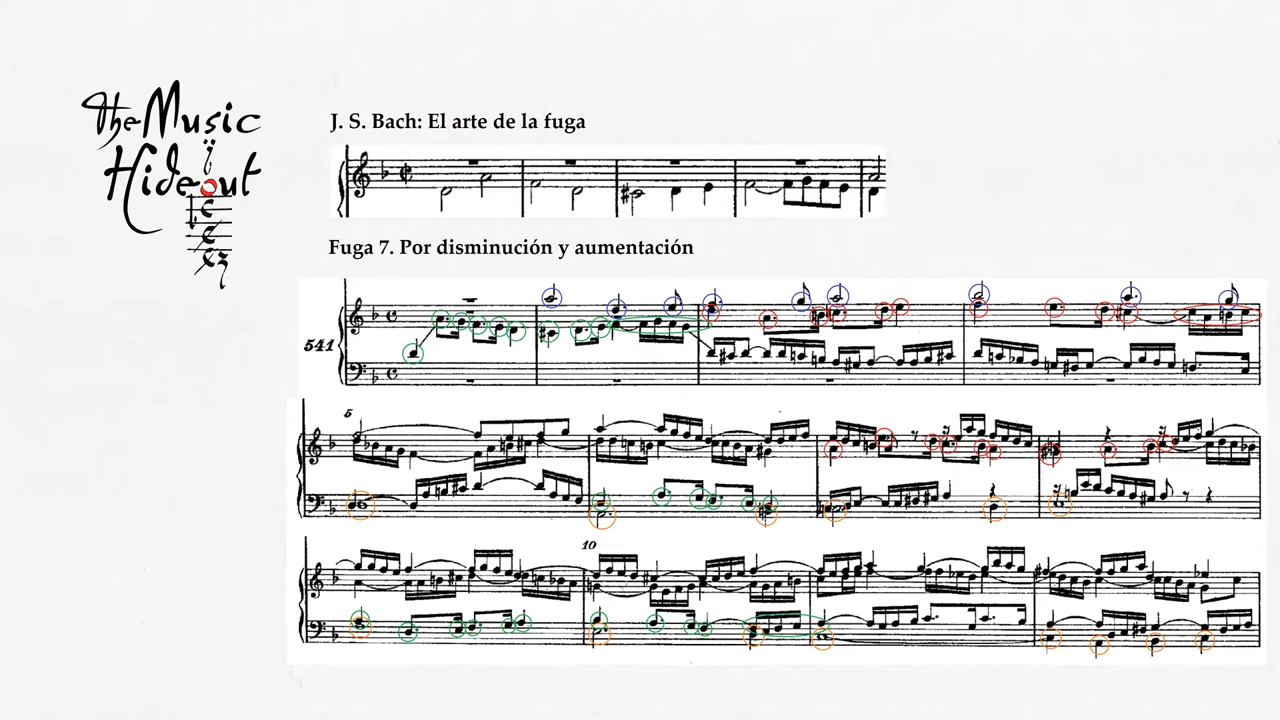 The Music
Hideout
J. S. Bach: El arte de la fuga
Fuga 7. Por disminución y aumentación
541
5
10